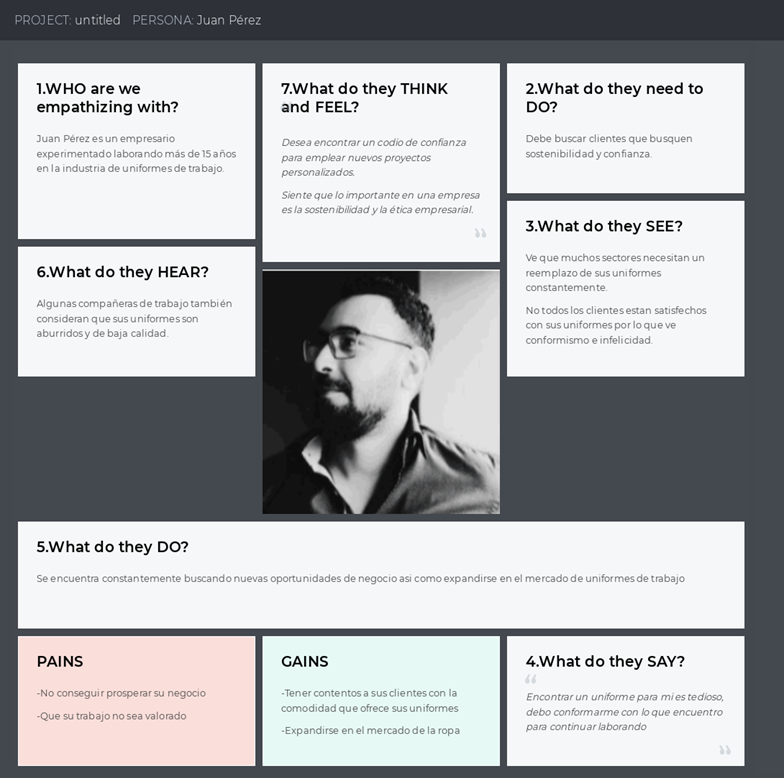 PROJECT: untitled PERSONA: Juan Pérez
1.WHO are we
empathizing with?
Juan Pérez es un empresario
experimentado laborando más de 15 años
en la industria de uniformes de trabajo.
7.What do they THINK
and FEEL?
Desea encontrar un codio de confianza
para emplear nuevos proyectos
personalizados.
Siente que lo importante en una empresa
es la sostenibilidad y la ética empresarial.
2.What do they need to
DO?
Debe buscar clientes que busquen
sostenibilidad y confianza.
3.What do they SEE?
Ve que muchos sectores necesitan un
reemplazo de sus uniformes
constantemente.
No todos los clientes estan satisfechos
con sus uniformes por lo que ve
conformismo e infelicidad.
6.What do they HEAR?
Algunas compañeras de trabajo también
consideran que sus uniformes son
aburridos y de baja calidad.
5.What do they DO?
Se encuentra constantemente buscando nuevas oportunidades de negocio asi como expandirse en el mercado de uniformes de trabajo
PAINS
-No conseguir prosperar su negocio
-Que su trabajo no sea valorado
GAINS
-Tener contentos a sus clientes con la
comodidad que ofrece sus uniformes
-Expandirse en el mercado de la ropa
4.What do they SAY?
Encontrar un uniforme para mi es tedioso,
debo conformarme con lo que encuentro
para continuar laborando